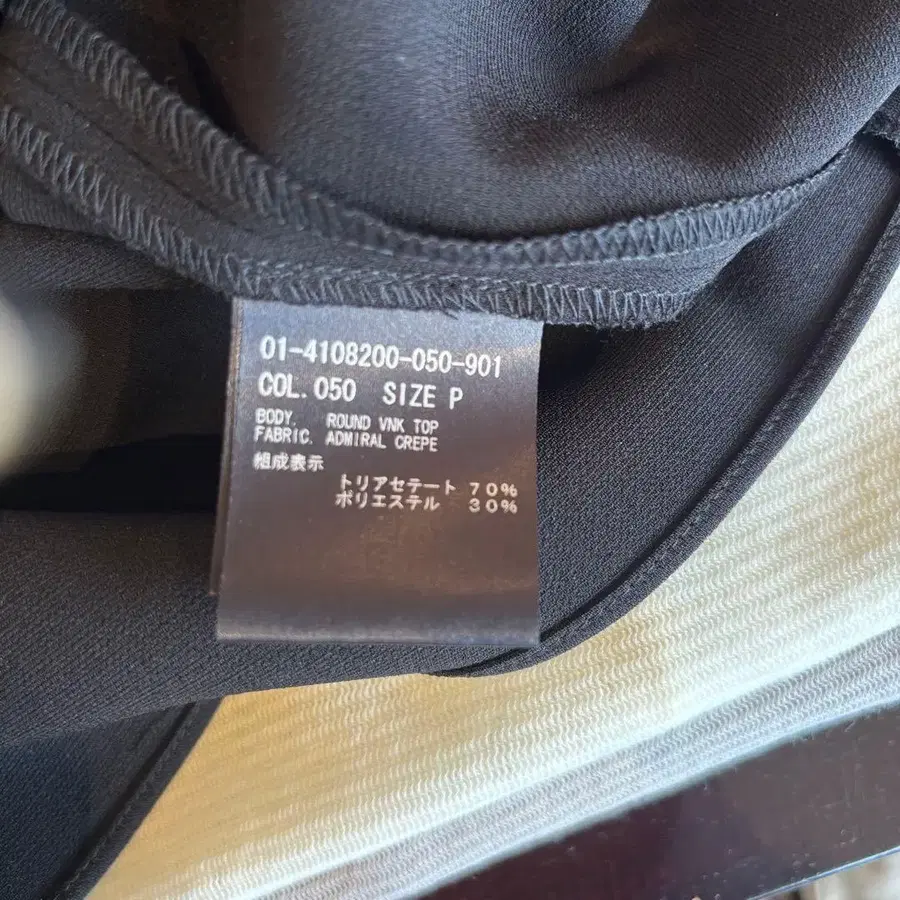 01-4108200-050-901
COL.050 SIZE P
BODY. ROUND VNK TOP
FABRIC. ADMIRAL CREPE
組成表示
トリアセテート 70%
ポリエステル 30%